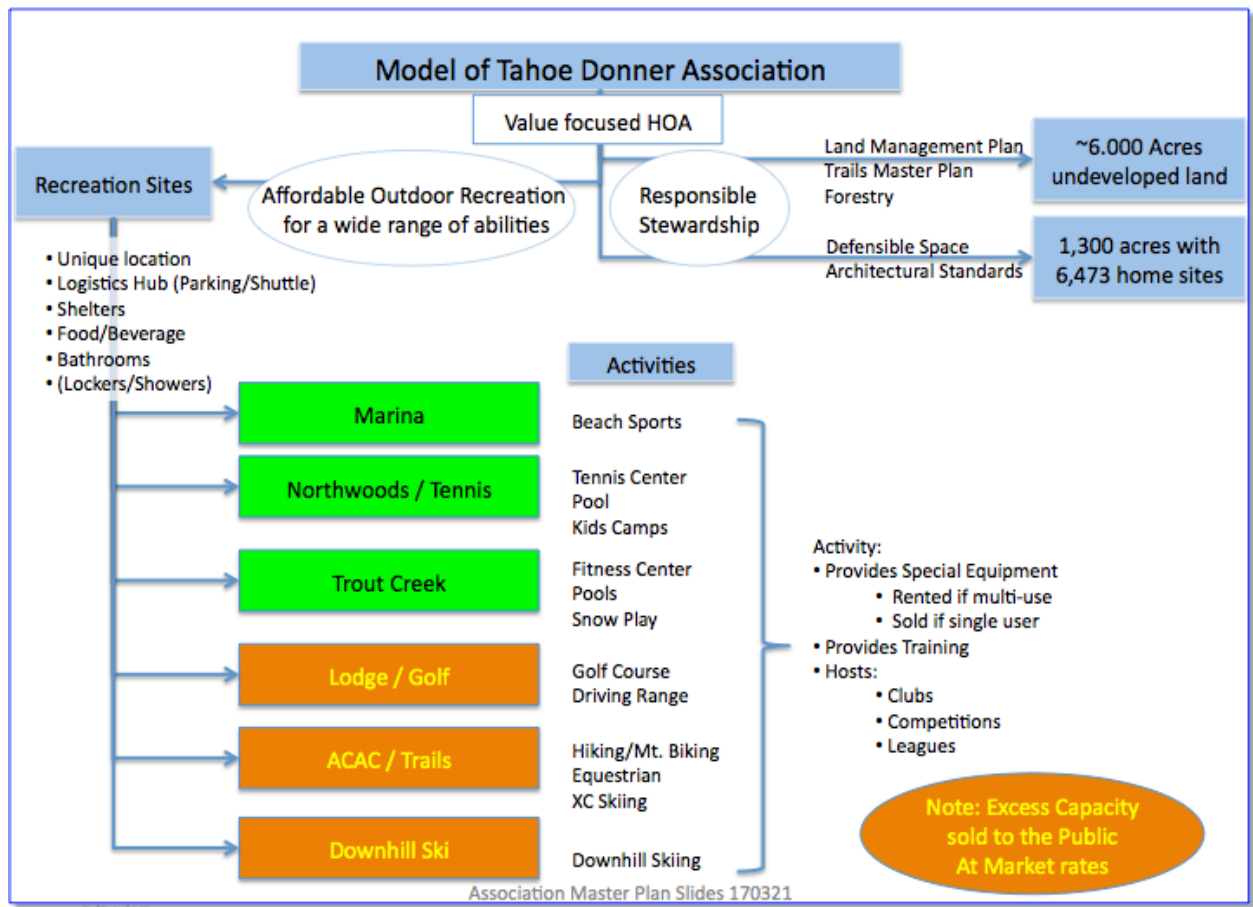 Model of Tahoe Donner Association
Value focused HOA
Recreation Sites
Affordable Outdoor Recreation
for a wide range of abilities
Responsible
Stewardship
Land Management Plan
Trails Master Plan
Forestry
~6.000 Acres
undeveloped land
Defensible Space
Architectural Standards
1,300 acres with
6,473 home sites
• Unique location
• Logistics Hub (Parking/Shuttle)
• Shelters
• Food/Beverage
• Bathrooms
• (Lockers/Showers)
Activities
Marina
Beach Sports
Northwoods / Tennis
Tennis Center
Pool
Kids Camps
Trout Creek
Fitness Center
Pools
Snow Play
Lodge / Golf
Golf Course
Driving Range
ACAC / Trails
Hiking/Mt. Biking
Equestrian
XC Skiing
Downhill Ski
Downhill Skiing
Activity:
• Provides Special Equipment
• Rented if multi-use
• Sold if single user
• Provides Training
• Hosts:
• Clubs
• Competitions
• Leagues
Note: Excess Capacity
sold to the Public
At Market rates
Association Master Plan Slides 170321